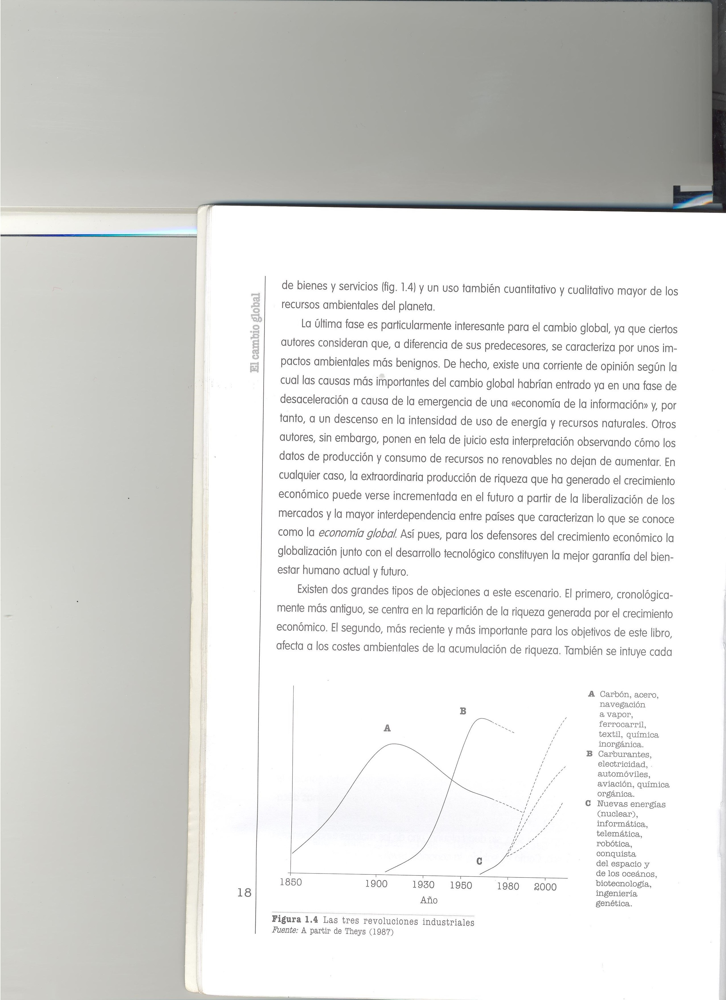 El cambio global
de bienes y servicios (fig. 1.4) y un uso también cuantitativo y cualitativo mayor de los
recursos ambientales del planeta.
La última fase es particularmente interesante para el cambio global, ya que ciertos
autores consideran que, a diferencia de sus predecesores, se caracteriza por unos im-
pactos ambientales más benignos. De hecho, existe una corriente de opinión según la
cual las causas más importantes del cambio global habrían entrado ya en una fase de
desaceleración a causa de la emergencia de una «economía de la información» y, por
tanto, a un descenso en la intensidad de uso de energía y recursos naturales. Otros
autores, sin embargo, ponen en tela de juicio esta interpretación observando cómo los
datos de producción y consumo de recursos no renovables no dejan de aumentar. En
cualquier caso, la extraordinaria producción de riqueza que ha generado el crecimiento
económico puede verse incrementada en el futuro a partir de la liberalización de los
mercados y la mayor interdependencia entre países que caracterizan lo que se conoce
como la economía global. Así pues, para los defensores del crecimiento económico la
globalización junto con el desarrollo tecnológico constituyen la mejor garantía del bien-
estar humano actual y futuro.
Existen dos grandes tipos de objeciones a este escenario. El primero, cronológica-
mente más antiguo, se centra en la repartición de la riqueza generada por el crecimiento
económico. El segundo, más reciente y más importante para los objetivos de este libro,
afecta a los costes ambientales de la acumulación de riqueza. También se intuye cada
A
B
C
1850
1900
1930
1950
1980
2000
Año
A Carbón, acero,
navegación
a vapor,
ferrocarril,
textil, química
inorgánica.
B Carburantes,
electricidad,
automóviles,
aviación, química
orgánica.
C Nuevas energías
(nuclear),
informática,
telemática,
robótica,
conquista
del espacio y
de los oceános,
biotecnología,
ingeniería
genética.
18
Figura 1.4 Las tres revoluciones industriales
Fuente: A partir de Theys (1987)